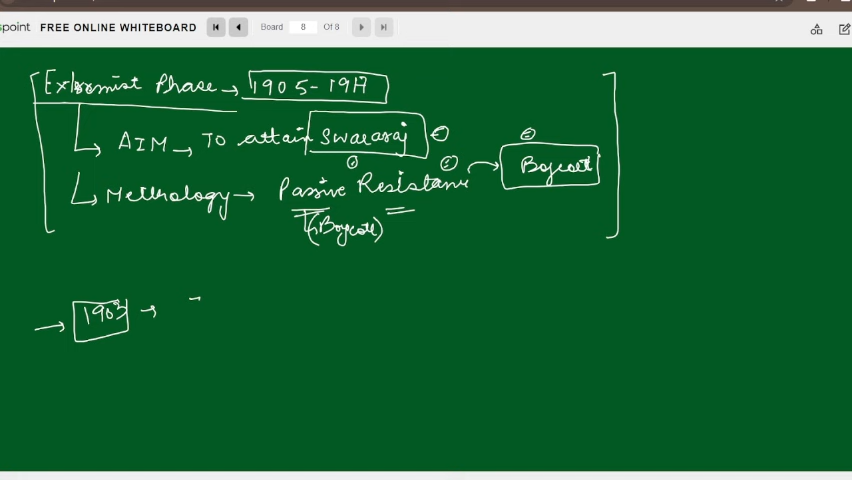 spoint FREE ONLINE WHITEBOARD Board 8 Of 8
Extremist Phase → 1905-1917
AIM → To attain Swaraj
Methrology → Passive Resistance → Boycott
(Boycott)
→ 1903 →